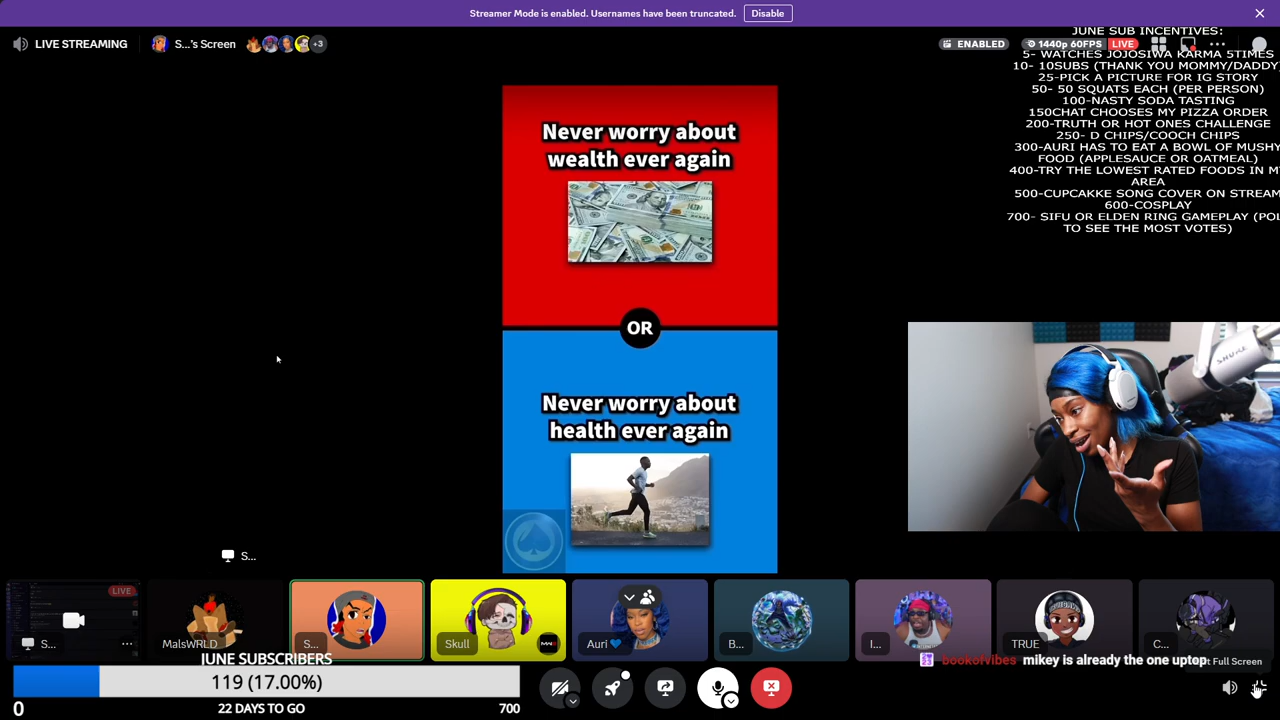 Streamer Mode is enabled. Usernames have been truncated.
Disable
LIVE STREAMING
S...'s Screen
+3
ENABLED
1440p 60FPS
LIVE
JUNE SUB INCENTIVES:
5- WATCHES JOJOSIWA KARMA 5TIMES
10- 10SUBS (THANK YOU MOMMY/DADDY)
25-PICK A PICTURE FOR IG STORY
50- 50 SQUATS EACH (PER PERSON)
100-NASTY SODA TASTING
150CHAT CHOOSES MY PIZZA ORDER
200-TRUTH OR HOT ONES CHALLENGE
250- D CHIPS/COOCH CHIPS
300-AURI HAS TO EAT A BOWL OF MUSHY
FOOD (APPLESAUCE OR OATMEAL)
400-TRY THE LOWEST RATED FOODS IN M
AREA
500-CUPCAKKE SONG COVER ON STREAM
600-COSPLAY
700- SIFU OR ELDEN RING GAMEPLAY (POL
TO SEE THE MOST VOTES)
Never worry about
wealth ever again
OR
Never worry about
health ever again
SHURE
S...
LIVE
S...
MalsWRLD
S...
Skull
Auri
B...
I...
TRUE
C...
bookofvibes mikey is already the one uptop
t Full Screen
JUNE SUBSCRIBERS
119 (17.00%)
0
22 DAYS TO GO
700